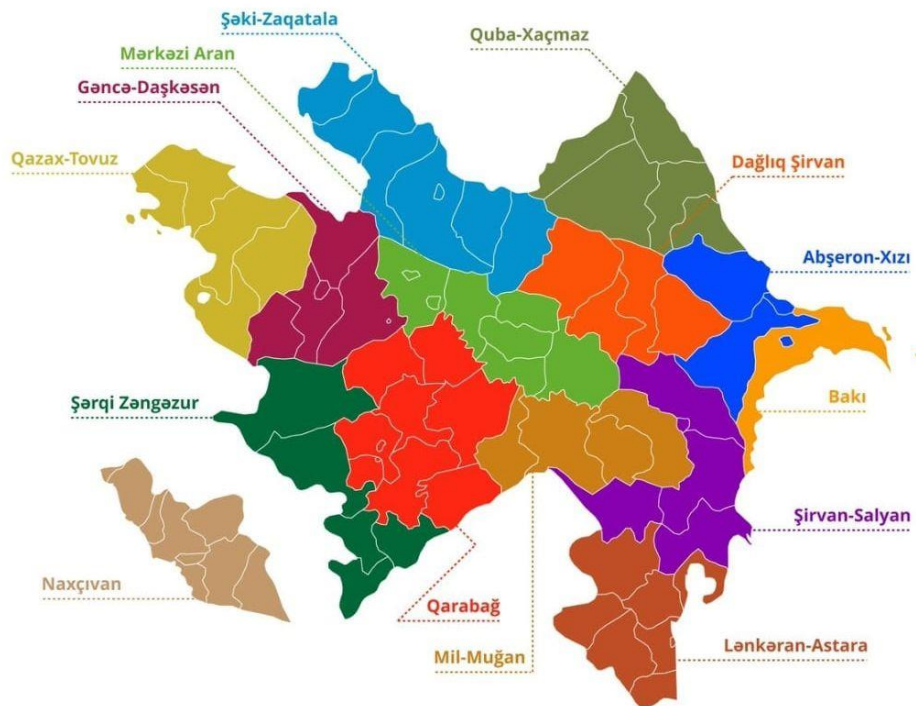 Şəki-Zaqatala
Quba-Xaçmaz
Mərkəzi Aran
Gəncə-Daşkəsən
Qazax-Tovuz
Dağlıq Şirvan
Abşeron-Xızı
Şərqi Zəngəzur
Bakı
Şirvan-Salyan
Naxçıvan
Qarabağ
Mil-Muğan
Lənkəran-Astara